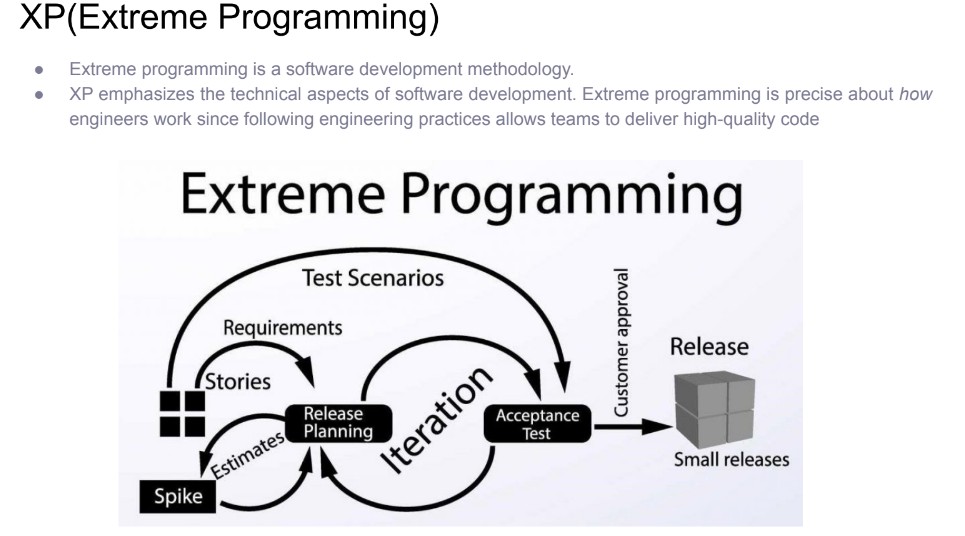 XP(Extreme Programming)
● Extreme programming is a software development methodology.
● XP emphasizes the technical aspects of software development. Extreme programming is precise about how
engineers work since following engineering practices allows teams to deliver high-quality code
Extreme Programming
Test Scenarios
Requirements
Stories
Release
Planning
Estimates
Spike
Iteration
Acceptance
Test
Customer approval
Release
Small releases